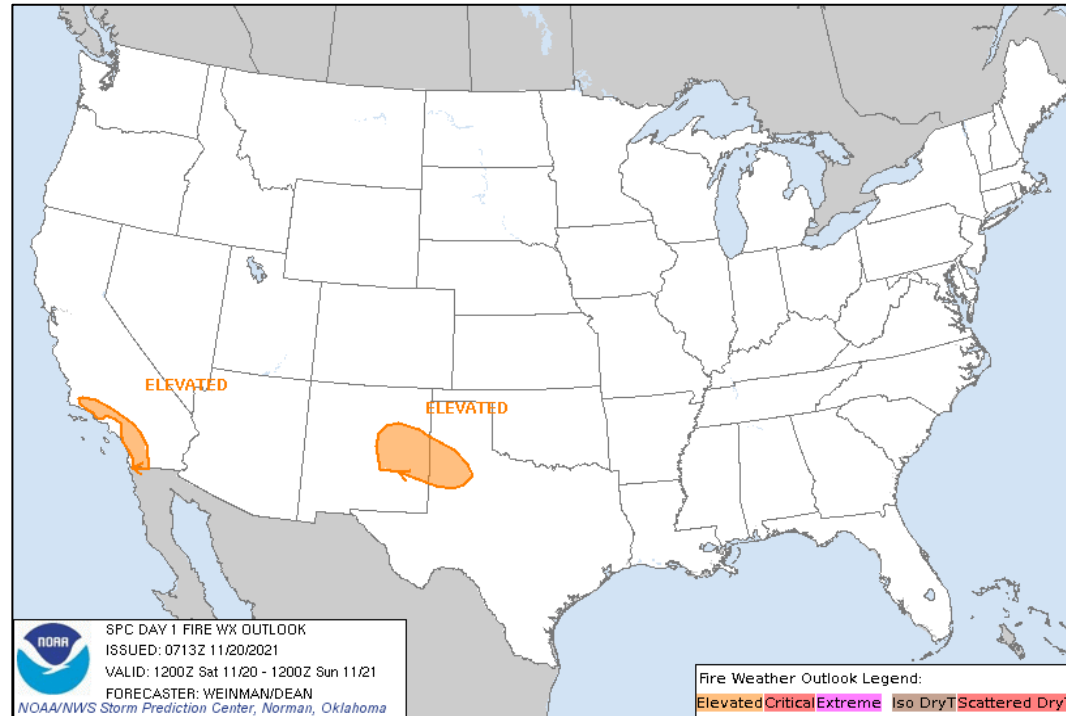 ELEVATED
ELEVATED
NOAA
SPC DAY 1 FIRE WX OUTLOOK
ISSUED: 0713Z 11/20/2021
VALID: 1200Z Sat 11/20 - 1200Z Sun 11/21
FORECASTER: WEINMAN/DEAN
NOAA/NWS Storm Prediction Center, Norman, Oklahoma
Fire Weather Outlook Legend:
Elevated Critical Extreme Iso DryT Scattered Dry